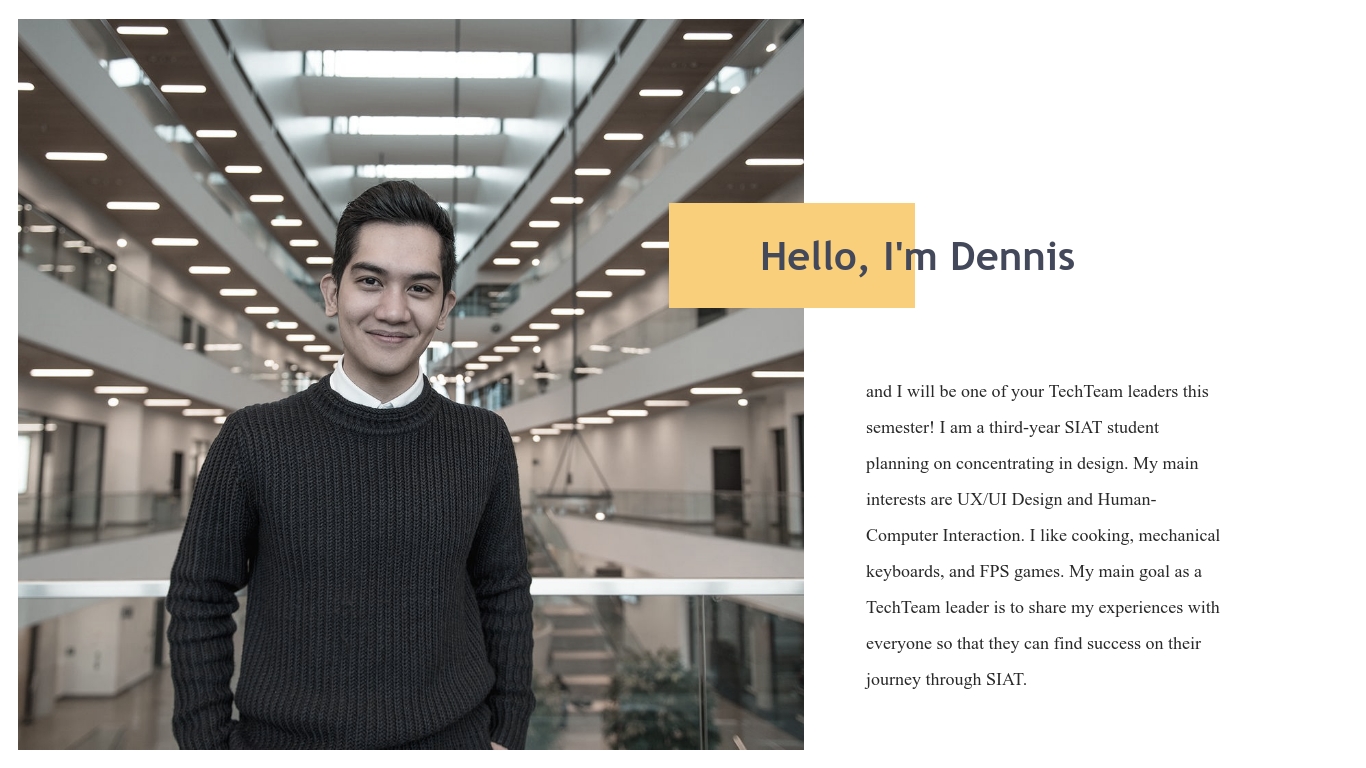 Hello, I'm Dennis
and I will be one of your TechTeam leaders this
semester! I am a third-year SIAT student
planning on concentrating in design. My main
interests are UX/UI Design and Human-
Computer Interaction. I like cooking, mechanical
keyboards, and FPS games. My main goal as a
TechTeam leader is to share my experiences with
everyone so that they can find success on their
journey through SIAT.